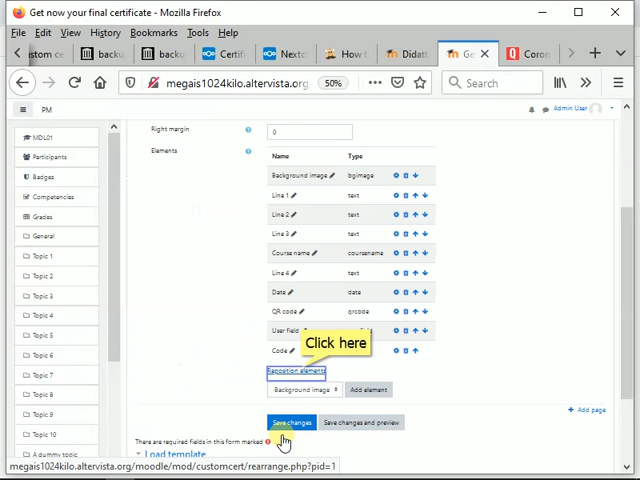 Get now your final certificate - Mozilla Firefox
File Edit View History Bookmarks Tools Help
stom ce
backu
backu
Certifi
Nextc
How t
Didatt
Ge
Coron
megais1024kilo.altervista.org
50%
Search
PM
Admin User
MDL01
Participants
Badges
Competencies
Grades
General
Topic 1
Topic 2
Topic 3
Topic 4
Topic 5
Topic 6
Topic 7
Topic 8
Topic 9
Topic 10
A dummy topic
Right margin
0
Elements
Name Type
Background image bgimage
Line 1 text
Line 2 text
Line 3 text
Course name coursename
Line 4 text
Date date
QR code qrcode
User field
Click here
Code
Reposition elements
Background image Add element
Add page
Save changes Save changes and preview
There are required fields in this form marked
Load template
megais1024kilo.altervista.org/moodle/mod/customcert/rearrange.php?pid=1